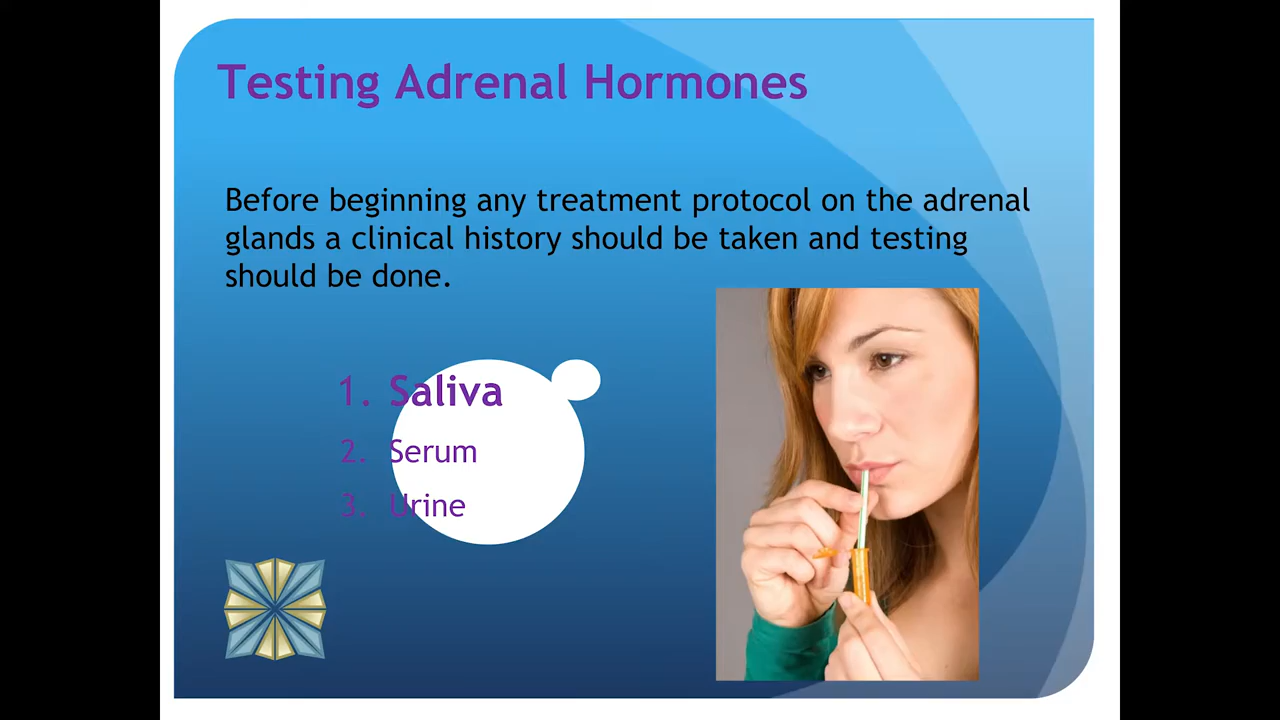 Testing Adrenal Hormones
Before beginning any treatment protocol on the adrenal
glands a clinical history should be taken and testing
should be done.
1. Saliva
2. Serum
3. Urine